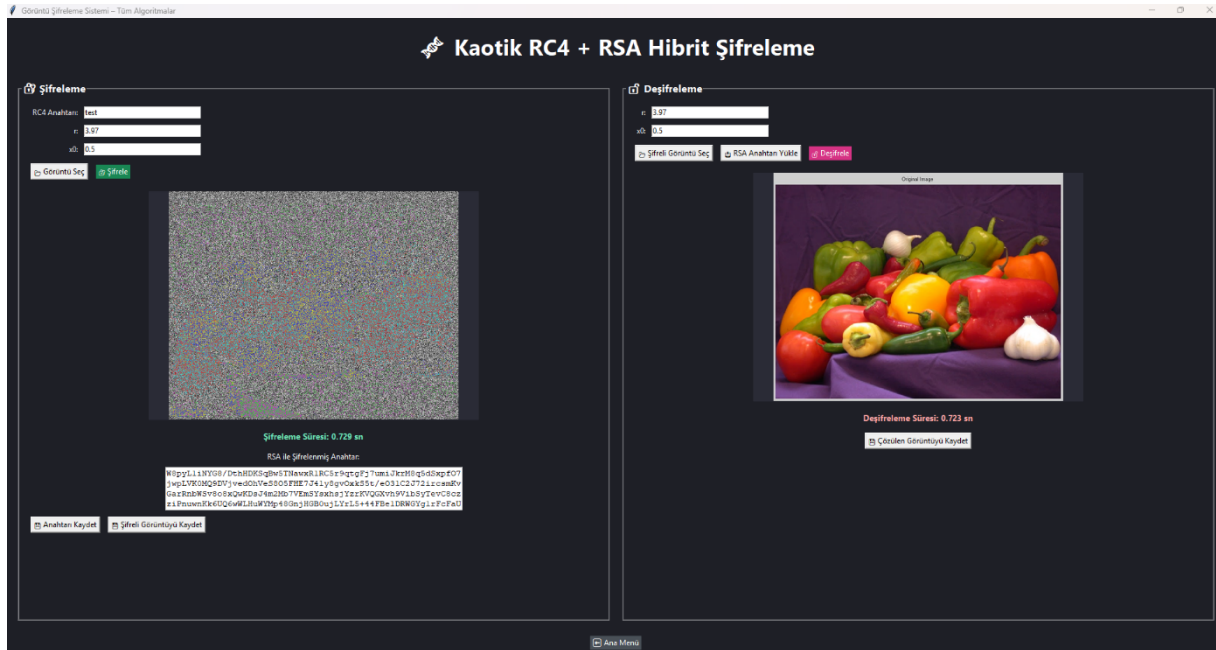 Görüntü Şifreleme Sistemi – Tüm Algoritmalar
Kaotik RC4 + RSA Hibrit Şifreleme
Şifreleme
RC4 Anahtarı: test
r: 3.97
x0: 0.5
Görüntü Seç Şifrele
Şifreleme Süresi: 0.729 sn
RSA ile Şifrelenmiş Anahtar:
Anahtarı Kaydet Şifreli Görüntüyü Kaydet
Deşifreleme
r: 3.97
x0: 0.5
Şifreli Görüntü Seç RSA Anahtarı Yükle Deşifrele
Original Image
Deşifreleme Süresi: 0.723 sn
Çözülen Görüntüyü Kaydet
Ana Menü